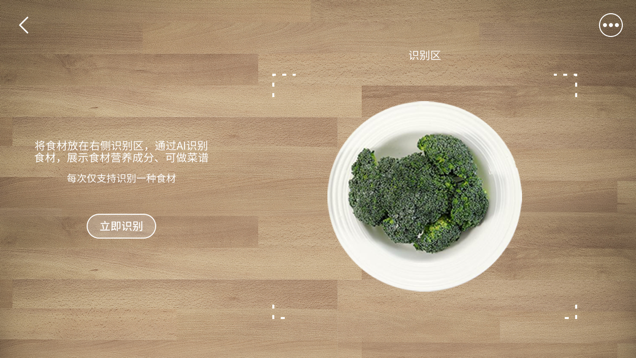 识别区
将食材放在右侧识别区，通过AI识别
食材，展示食材营养成分、可做菜谱
每次仅支持识别一种食材
立即识别